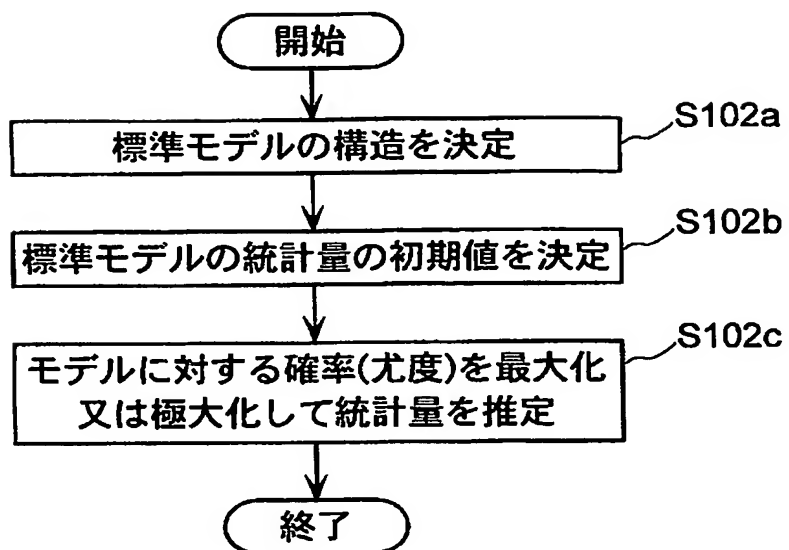 開始
標準モデルの構造を決定
S102a
標準モデルの統計量の初期値を決定
S102b
モデルに対する確率(尤度)を最大化
又は極大化して統計量を推定
S102c
終了